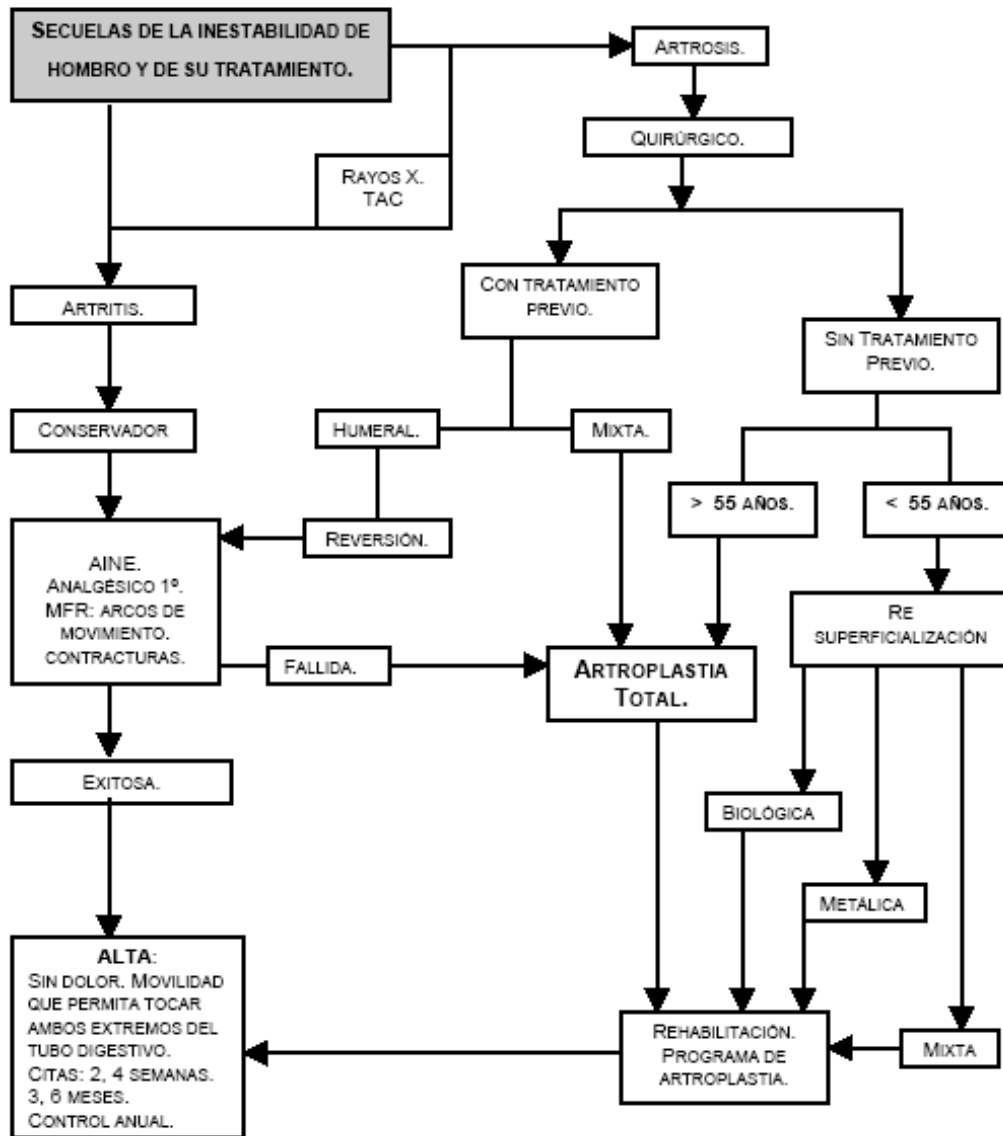 SECUELAS DE LA INESTABILIDAD DE
HOMBRO Y DE SU TRATAMIENTO.
ARTROSIS.
QUIRÚRGICO.
RAYOS X.
TAC
CON TRATAMIENTO
PREVIO.
ARTRITIS.
SIN TRATAMIENTO
PREVIO.
CONSERVADOR
HUMERAL.
MIXTA.
> 55 AÑOS.
< 55 AÑOS.
REVERSIÓN.
AINE.
ANALGÉSICO 1º.
MFR: ARCOS DE
MOVIMIENTO.
CONTRACTURAS.
RE
SUPERFICIALIZACIÓN
FALLIDA.
ARTROPLASTIA
TOTAL.
EXITOSA.
BIOLÓGICA
METÁLICA
ALTA:
SIN DOLOR. MOVILIDAD
QUE PERMITA TOCAR
AMBOS EXTREMOS DEL
TUBO DIGESTIVO.
CITAS: 2, 4 SEMANAS.
3, 6 MESES.
CONTROL ANUAL.
REHABILITACIÓN.
PROGRAMA DE
ARTROPLASTIA.
MIXTA